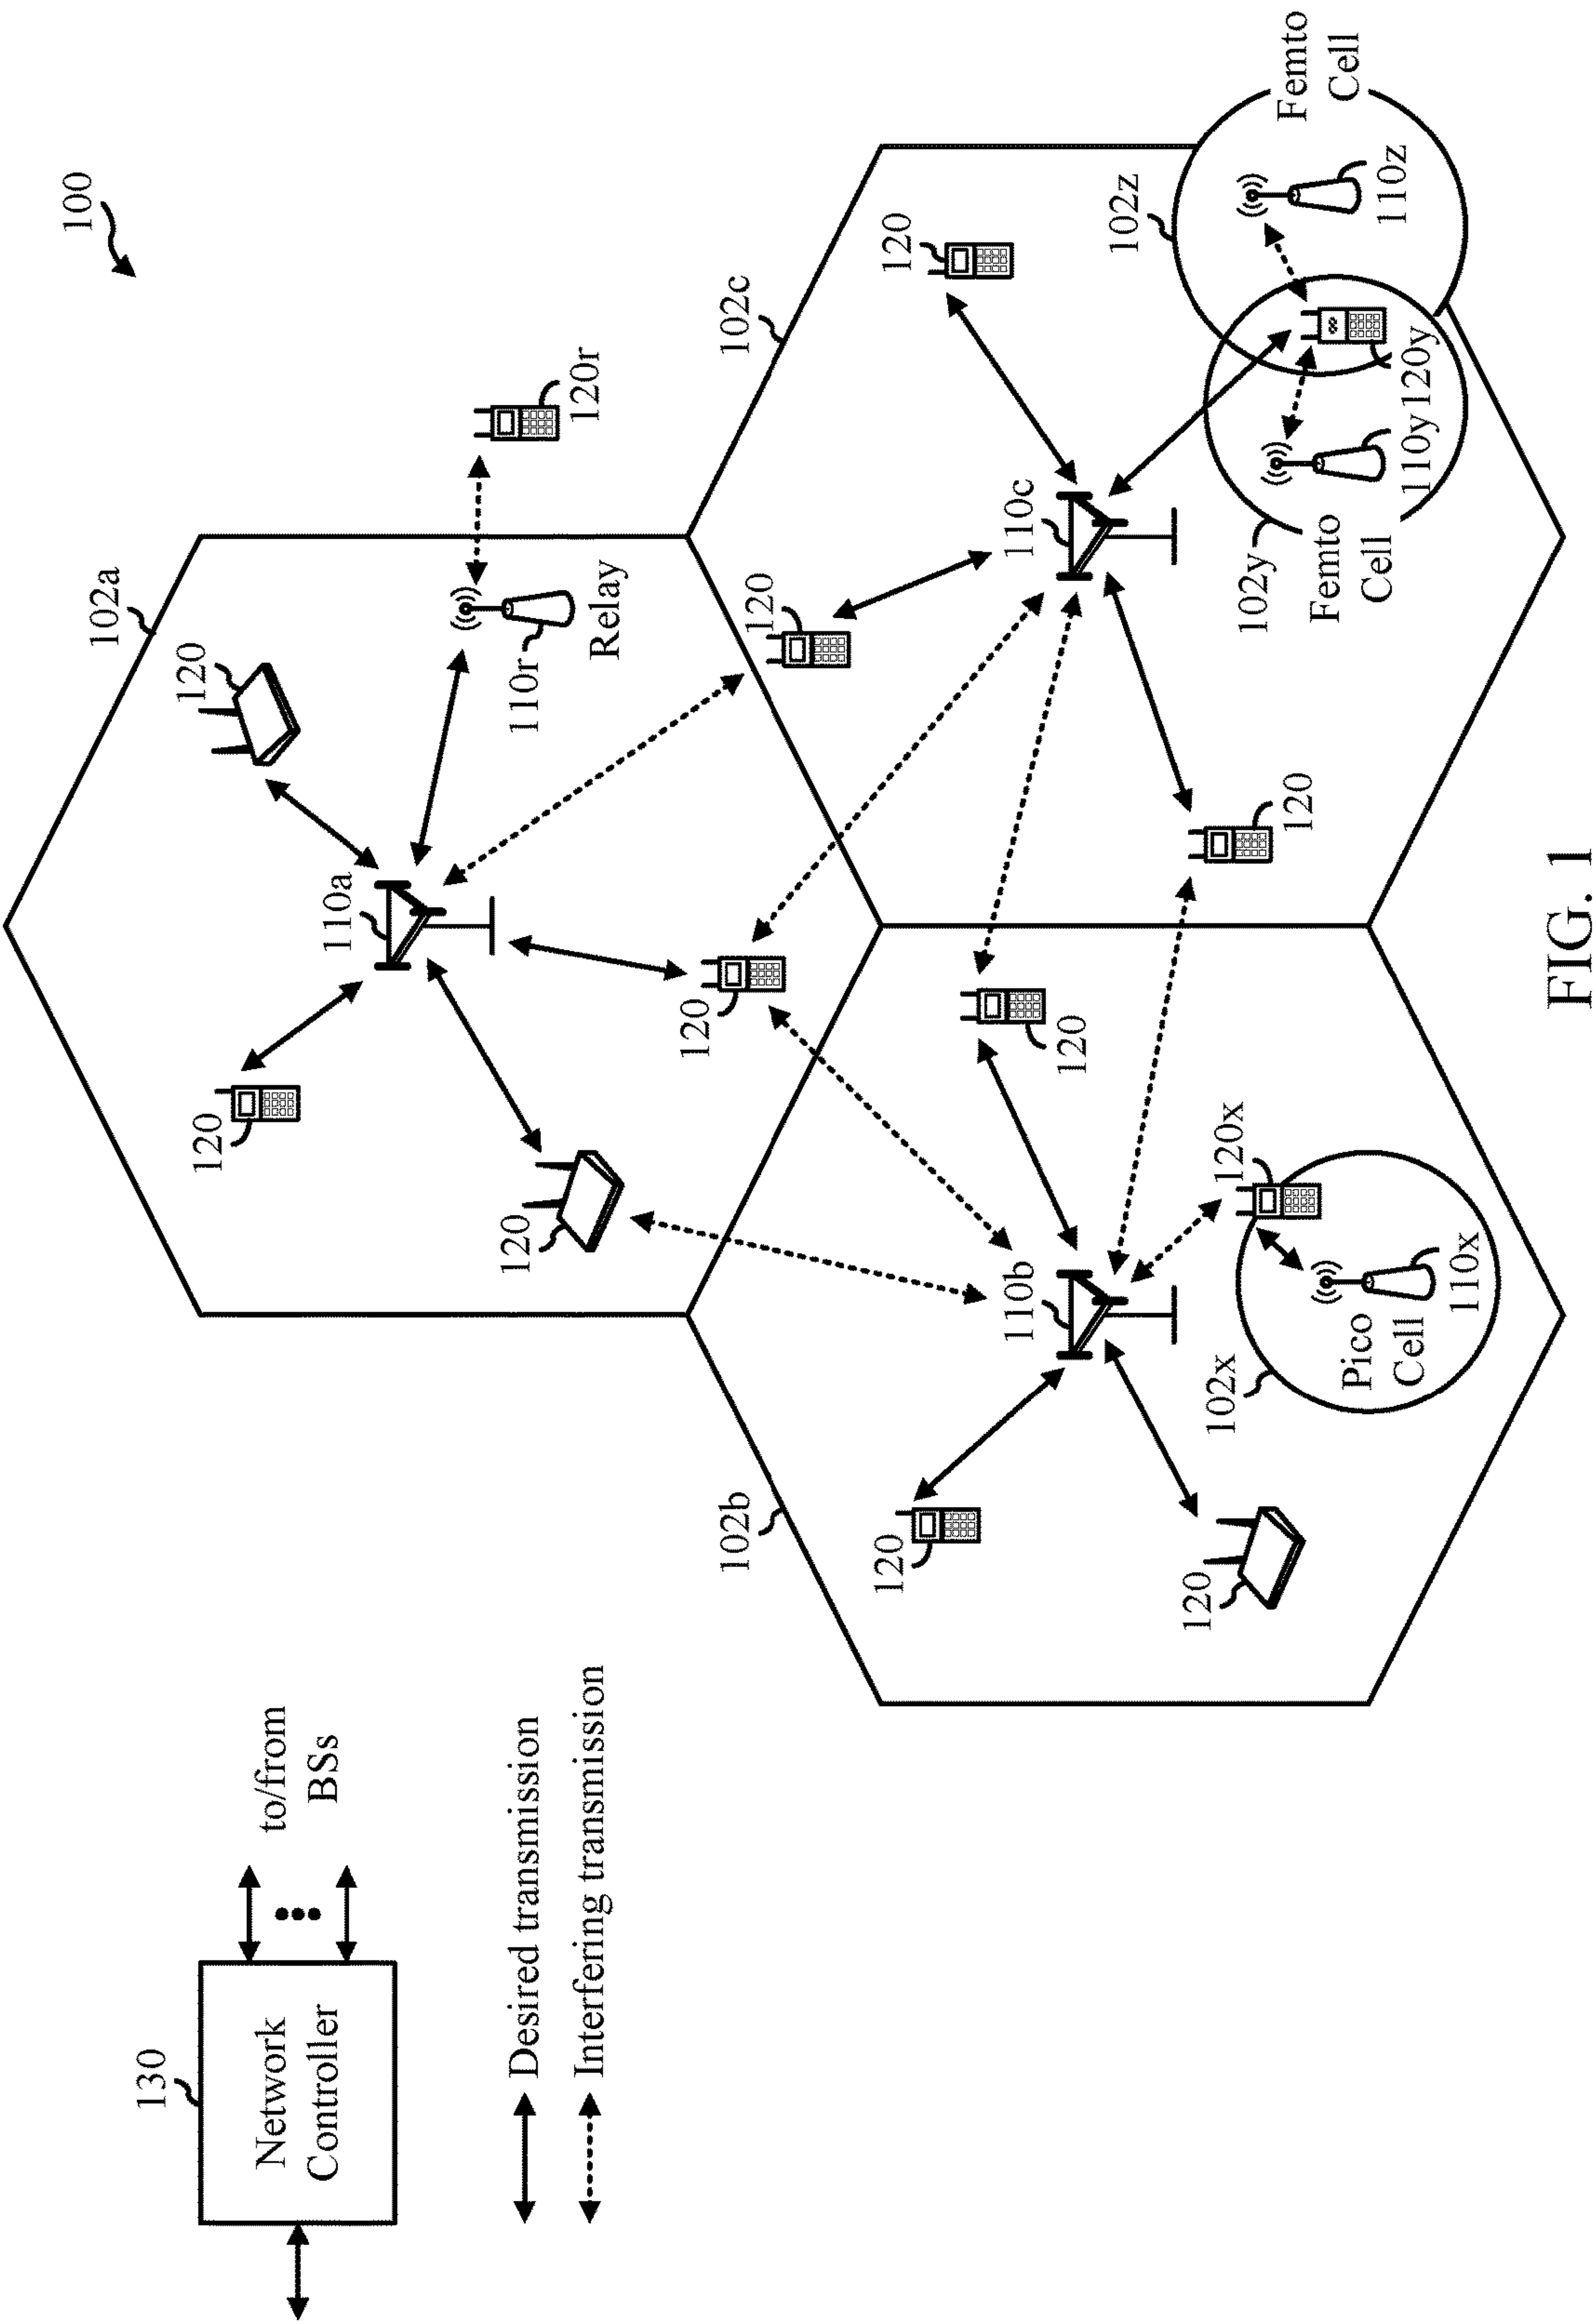 100
130
Network
Controller
to/from
BSs
Desired transmission
Interfering transmission
102a
120
120
110a
120
120
110r
Relay
120r
102b
120
120
110b
120
120x
102x
Pico
Cell
110x
102c
120
120
110c
120
102y
Femto
Cell
110y
120y
102z
110z
Femto
Cell
FIG. 1